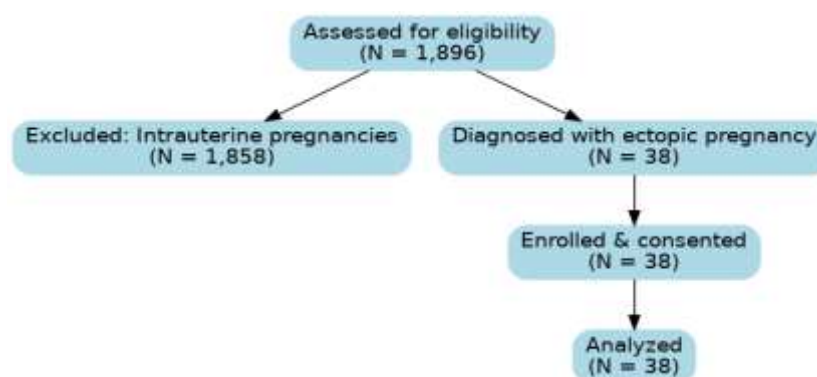 Assessed for eligibility
(N = 1,896)
Excluded: Intrauterine pregnancies
(N = 1,858)
Diagnosed with ectopic pregnancy
(N = 38)
Enrolled & consented
(N = 38)
Analyzed
(N = 38)